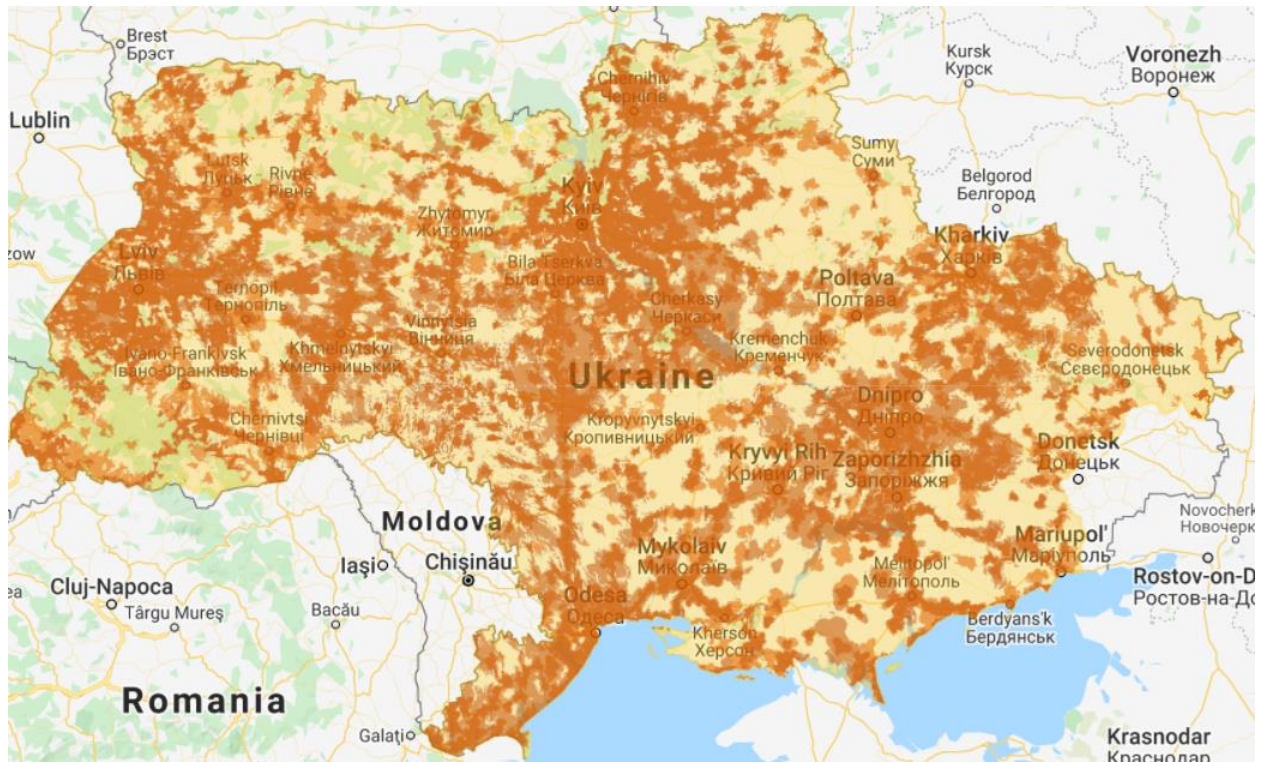 Brest
Брэст
Kursk
Курск
Voronezh
Воронеж
Lublin
Chernihiv
Чернігів
Sumy
Суми
Belgorod
Белгород
Lutsk
Луцьк
Rivne
Рівне
Kyiv
Київ
Zhytomyr
Житомир
zow
Lviv
Львів
Kharkiv
Харків
Bila Tserkva
Біла Церква
Ternopil
Тернопіль
Poltava
Полтава
Cherkasy
Черкаси
Vinnytsia
Вінниця
Kremenchuk
Кременчук
Ivano-Frankivsk
Івано-Франківськ
Khmelnytskyi
Хмельницький
Severodonetsk
Сєвєродонецьк
Ukraine
Dnipro
Дніпро
Chernivtsi
Чернівці
Kropyvnytskyi
Кропивницький
Donetsk
Донецьк
Kryvyi Rih
Кривий Ріг
Zaporizhzhia
Запоріжжя
Moldova
Novocherk
Новочерк
Mykolaiv
Миколаїв
Mariupol'
Маріуполь
Iași
Chișinău
Melitopol'
Мелітополь
Rostov-on-D
Ростов-на-До
ea
Cluj-Napoca
Târgu Mureș
Bacău
Odesa
Одеса
Berdyans'k
Бердянськ
Kherson
Херсон
Romania
Galați
Krasnodar
Краснодар